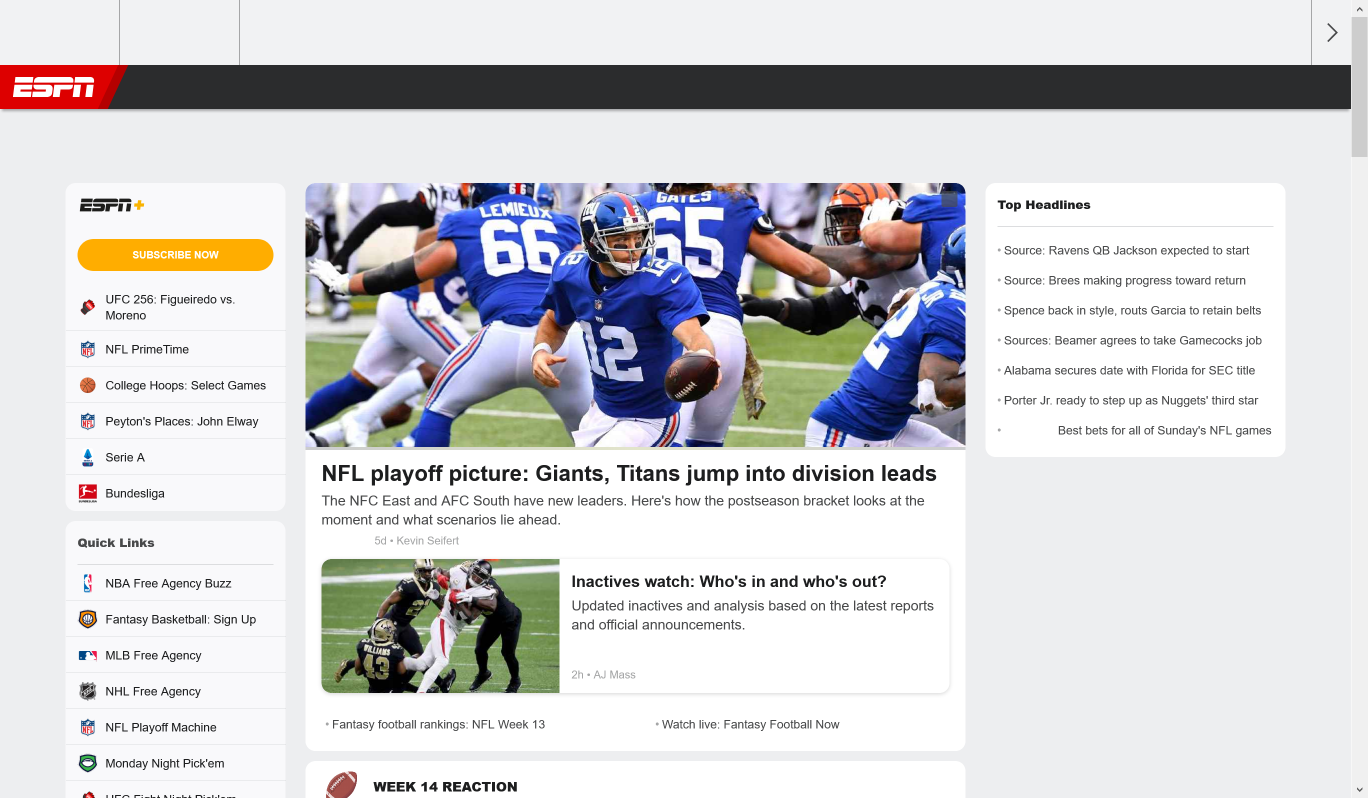 ESPN
ESPN+
SUBSCRIBE NOW
UFC 256: Figueiredo vs.
Moreno
NFL PrimeTime
College Hoops: Select Games
Peyton's Places: John Elway
Serie A
Bundesliga
Quick Links
NBA Free Agency Buzz
Fantasy Basketball: Sign Up
MLB Free Agency
NHL Free Agency
NFL Playoff Machine
Monday Night Pick'em
LEMIEUX
66
GATES
65
12
12
2
NFL playoff picture: Giants, Titans jump into division leads
The NFC East and AFC South have new leaders. Here's how the postseason bracket looks at the
moment and what scenarios lie ahead.
5d • Kevin Seifert
WILLIAMS
43
Inactives watch: Who's in and who's out?
Updated inactives and analysis based on the latest reports
and official announcements.
2h • AJ Mass
• Fantasy football rankings: NFL Week 13
• Watch live: Fantasy Football Now
WEEK 14 REACTION
Top Headlines
• Source: Ravens QB Jackson expected to start
• Source: Brees making progress toward return
• Spence back in style, routs Garcia to retain belts
• Sources: Beamer agrees to take Gamecocks job
• Alabama secures date with Florida for SEC title
• Porter Jr. ready to step up as Nuggets' third star
• Best bets for all of Sunday's NFL games